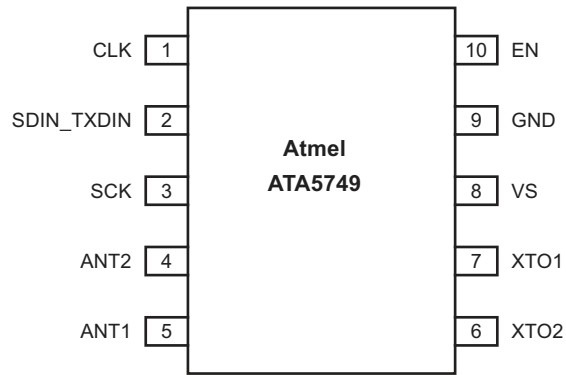 CLK 1
10 EN
SDIN_TXDIN 2
9 GND
Atmel
ATA5749
SCK 3
8 VS
ANT2 4
7 XTO1
ANT1 5
6 XTO2